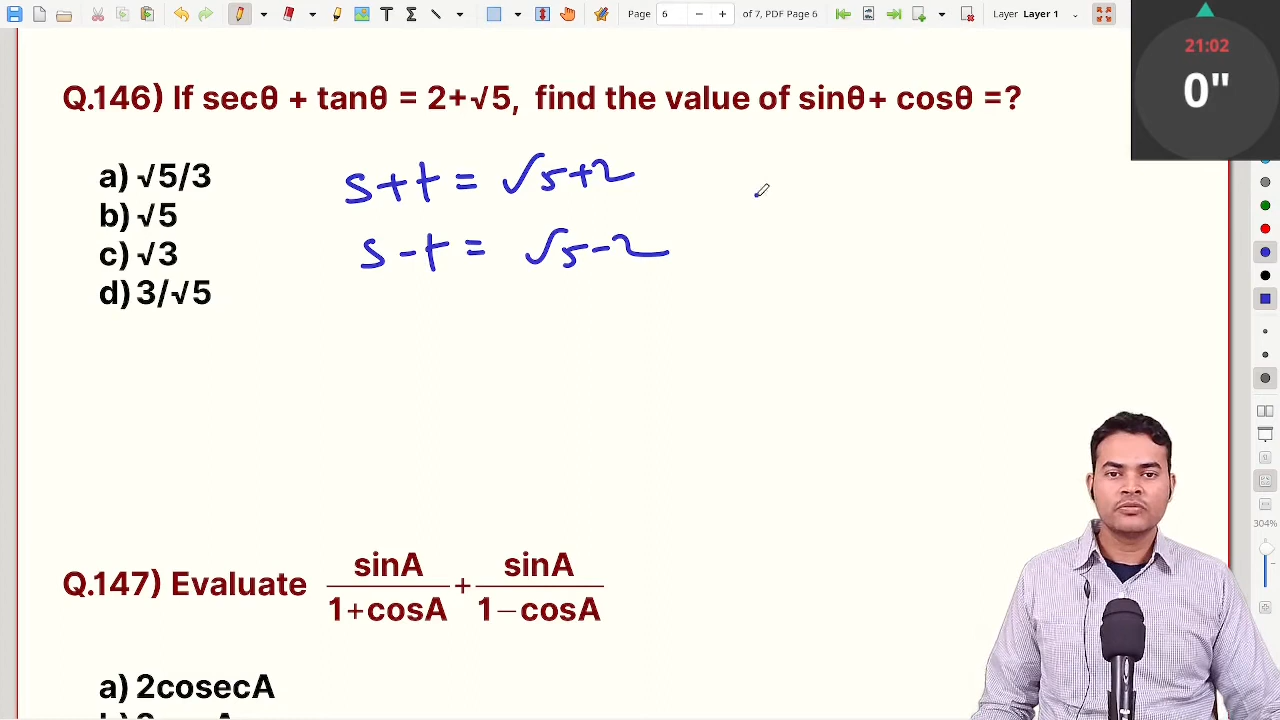 Page 6 of 7 PDF Page 6 Layer Layer 1
21:02
0"
Q.146) If secθ + tanθ = 2+√5, find the value of sinθ+ cosθ =?
a) √5/3
b) √5
c) √3
d) 3/√5
s+t = √5+2
s-t = √5-2
304%
Q.147) Evaluate sinA/1+cosA + sinA/1−cosA
a) 2cosecA